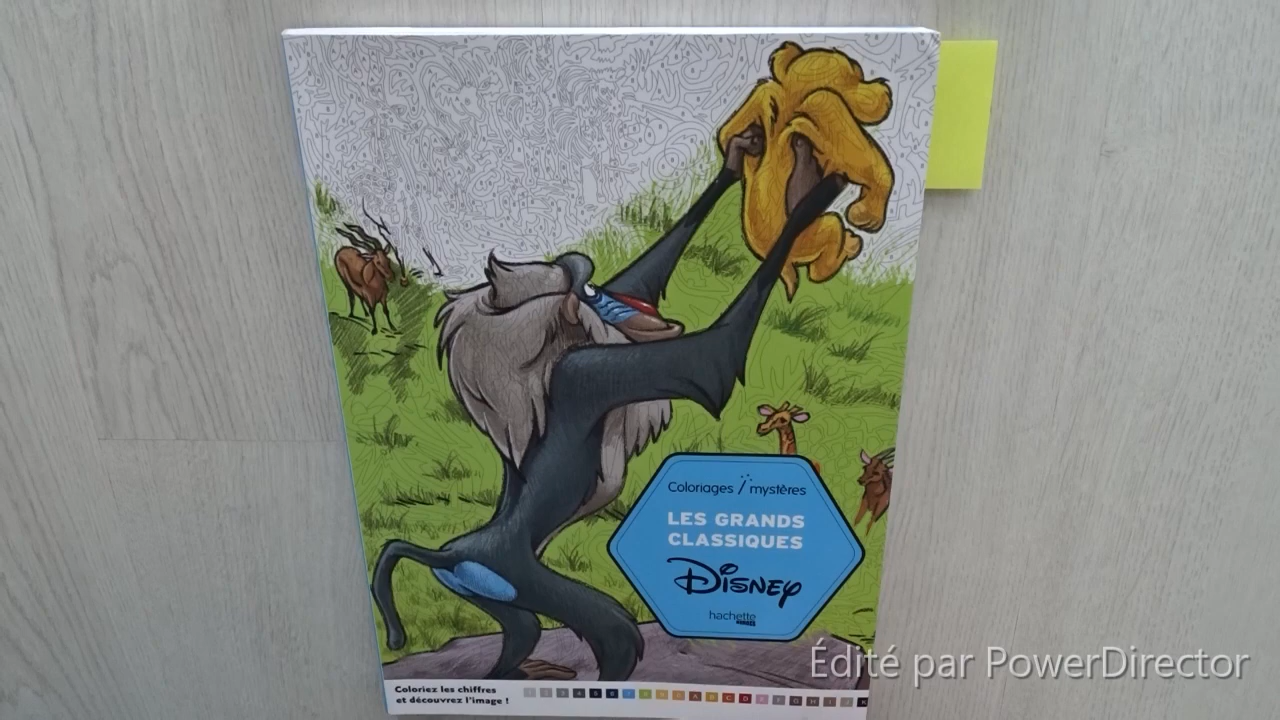 Coloriages mystères
LES GRANDS
CLASSIQUES
Disney
hachette
Coloriez les chiffres
et découvrez l'image !
Édité par PowerDirector